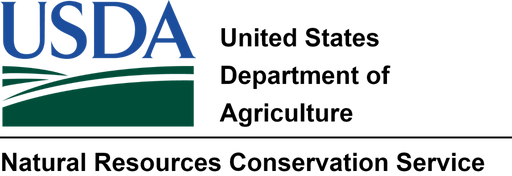 USDA
United States
Department of
Agriculture
Natural Resources Conservation Service